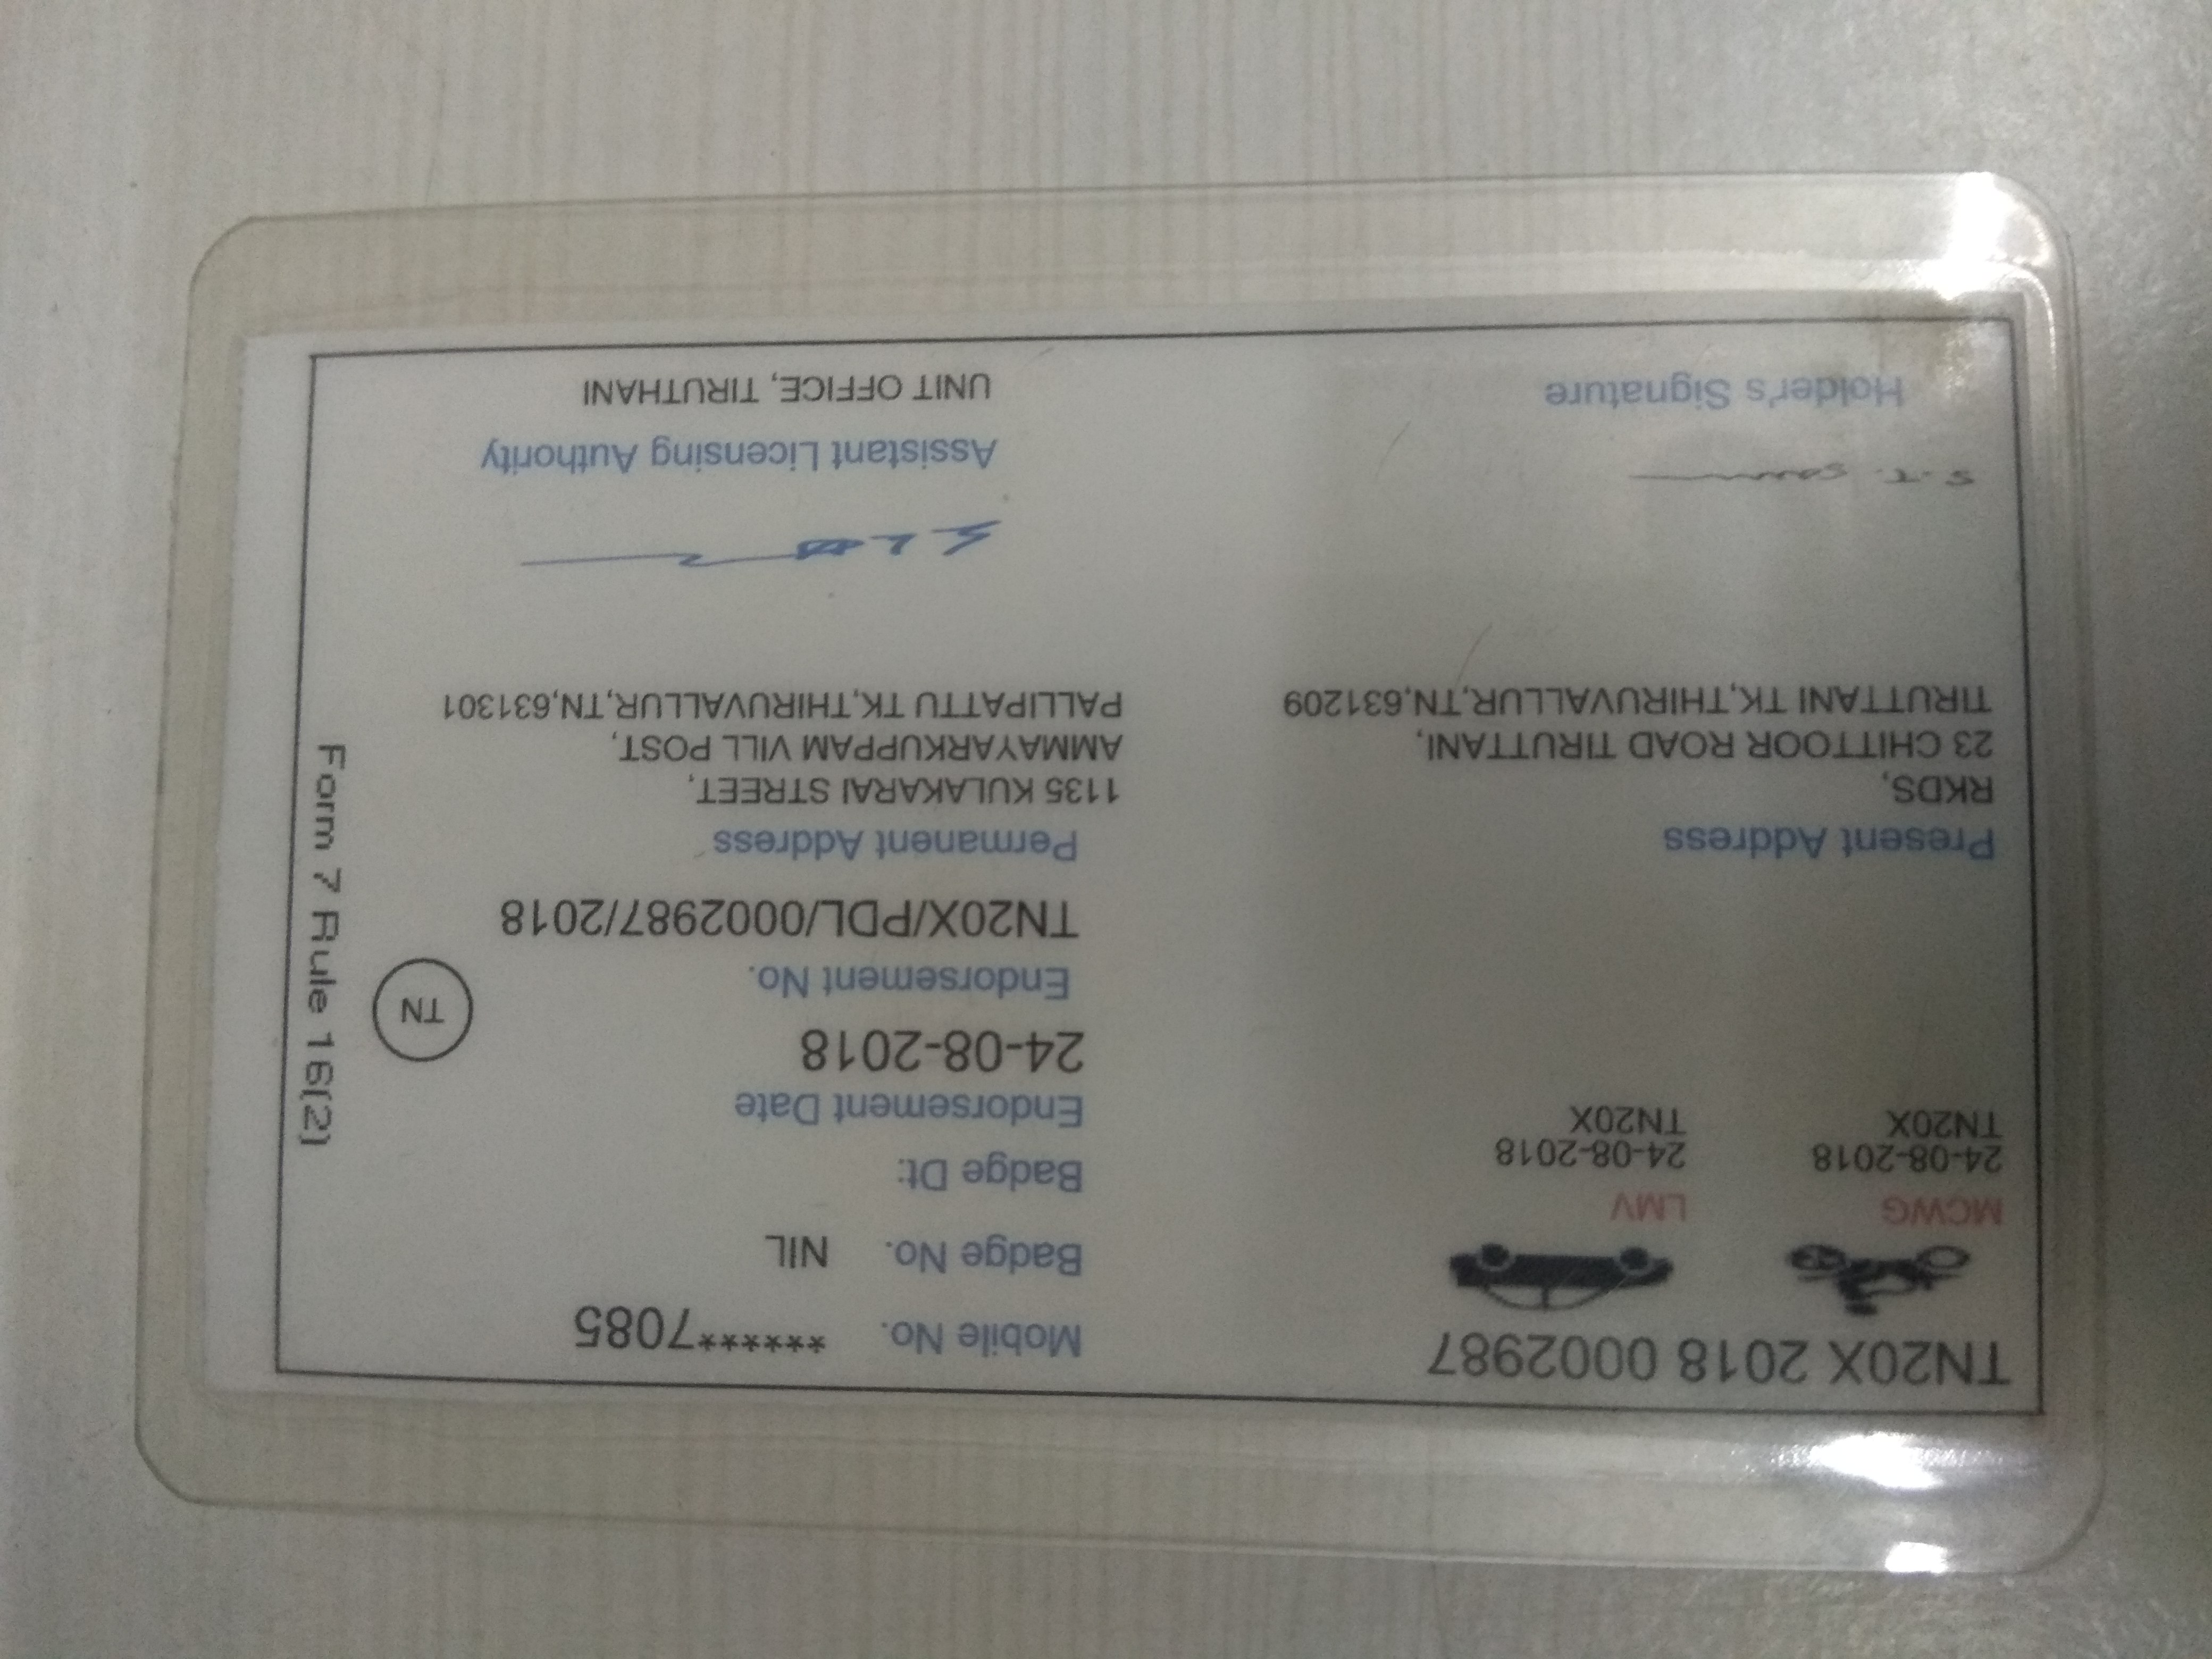 TN20X 2018 0002987
MCWG
24-08-2018
TN20X
LMV
24-08-2018
TN20X
Present Address
RKDS,
23 CHITTOOR ROAD TIRUTTANI,
TIRUTTANI TK,THIRUVALLUR,TN,631209
Holder's Signature
Mobile No. ******7085
Badge No. NIL
Badge Dt:
Endorsement Date
24-08-2018
Endorsement No.
TN20X/PDL/0002987/2018
Permanent Address
1135 KULAKARAI STREET,
AMMAYARKUPPAM VILL POST,
PALLIPATTU TK,THIRUVALLUR,TN,631301
Assistant Licensing Authority
UNIT OFFICE, TIRUTHANI
TN
Form 7 Rule 16(2)